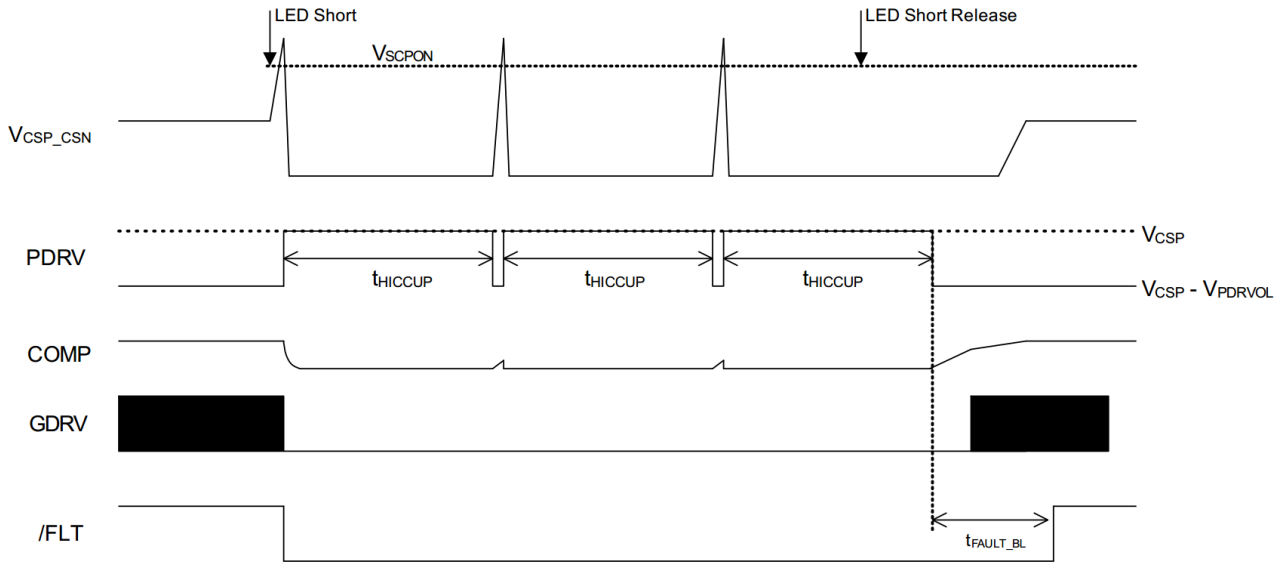 LED Short
LED Short Release
VSCPON
VCSP_CSN
VCSP
PDRV
tHICCUP
tHICCUP
tHICCUP
VCSP - VPDRVOL
COMP
GDRV
/FLT
tFAULT_BL